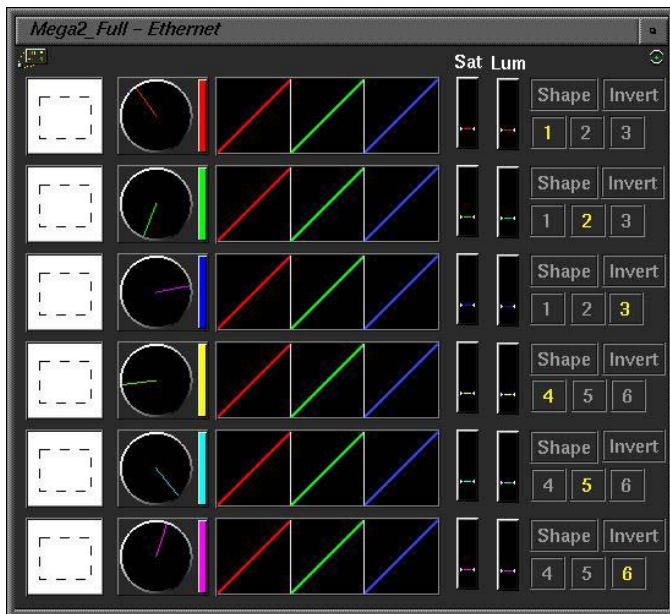 Mega2_Full – Ethernet
Sat Lum
Shape Invert
1 2 3
Shape Invert
1 2 3
Shape Invert
1 2 3
Shape Invert
4 5 6
Shape Invert
4 5 6
Shape Invert
4 5 6